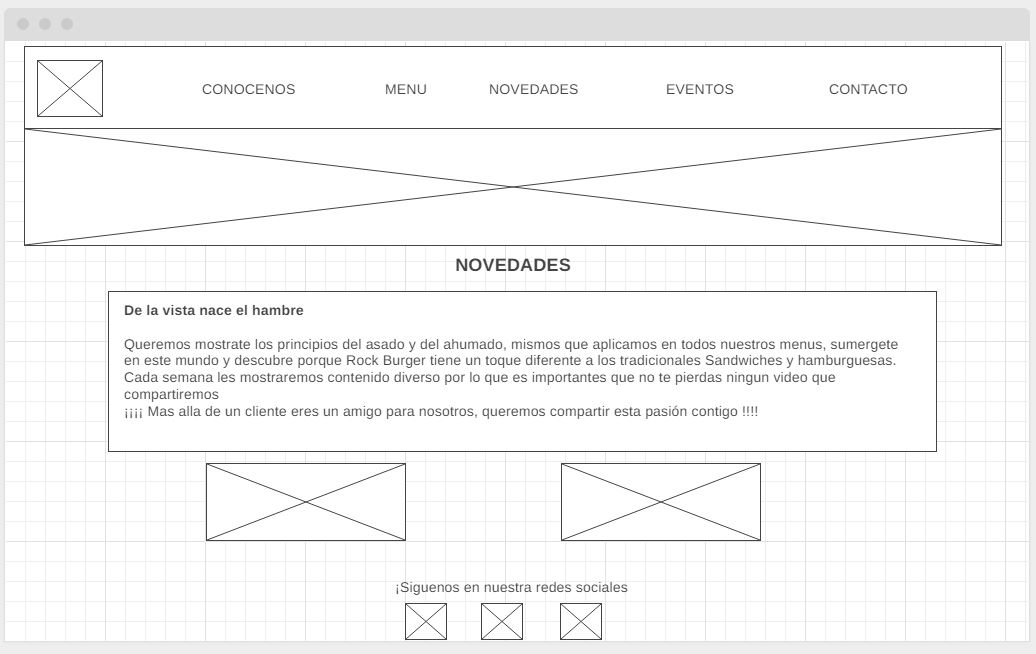 CONOCENOS MENU NOVEDADES EVENTOS CONTACTO
NOVEDADES
De la vista nace el hambre
Queremos mostrate los principios del asado y del ahumado, mismos que aplicamos en todos nuestros menus, sumergete
en este mundo y descubre porque Rock Burger tiene un toque diferente a los tradicionales Sandwiches y hamburguesas.
Cada semana les mostraremos contenido diverso por lo que es importantes que no te pierdas ningun video que
compartiremos
¡¡¡¡ Mas alla de un cliente eres un amigo para nosotros, queremos compartir esta pasión contigo !!!!
¡Siguenos en nuestra redes sociales